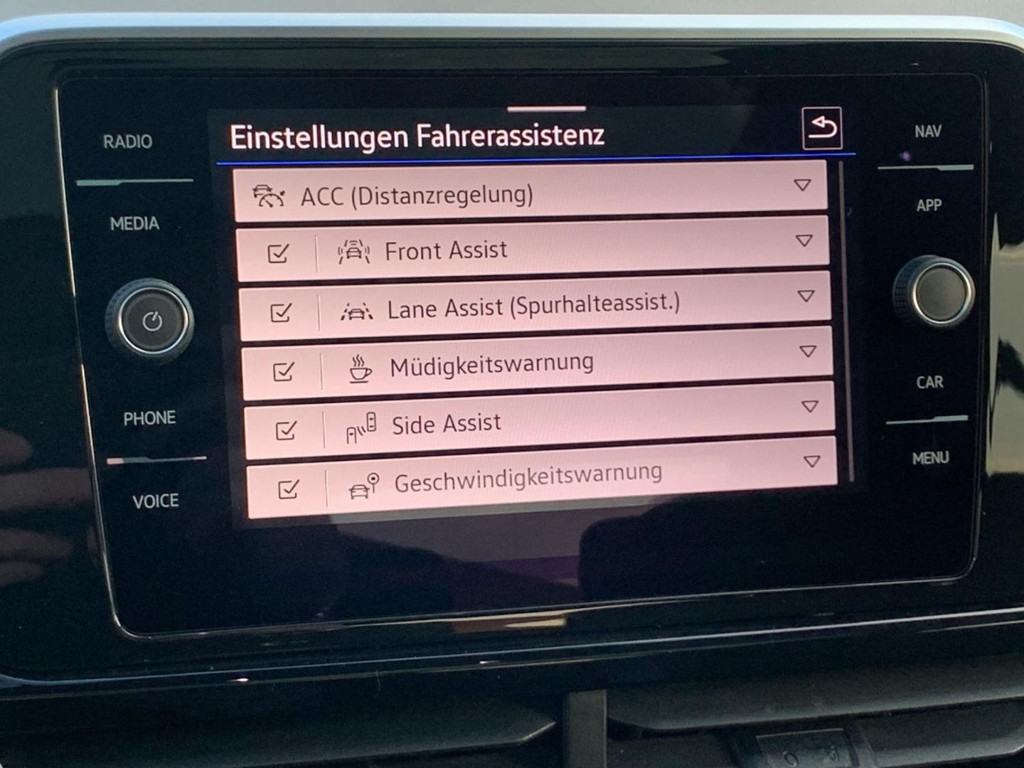 Einstellungen Fahrerassistenz
RADIO
MEDIA
PHONE
VOICE
ACC (Distanzregelung)
Front Assist
Lane Assist (Spurhalteassist.)
Müdigkeitswarnung
Side Assist
Geschwindigkeitswarnung
NAV
APP
CAR
MENU